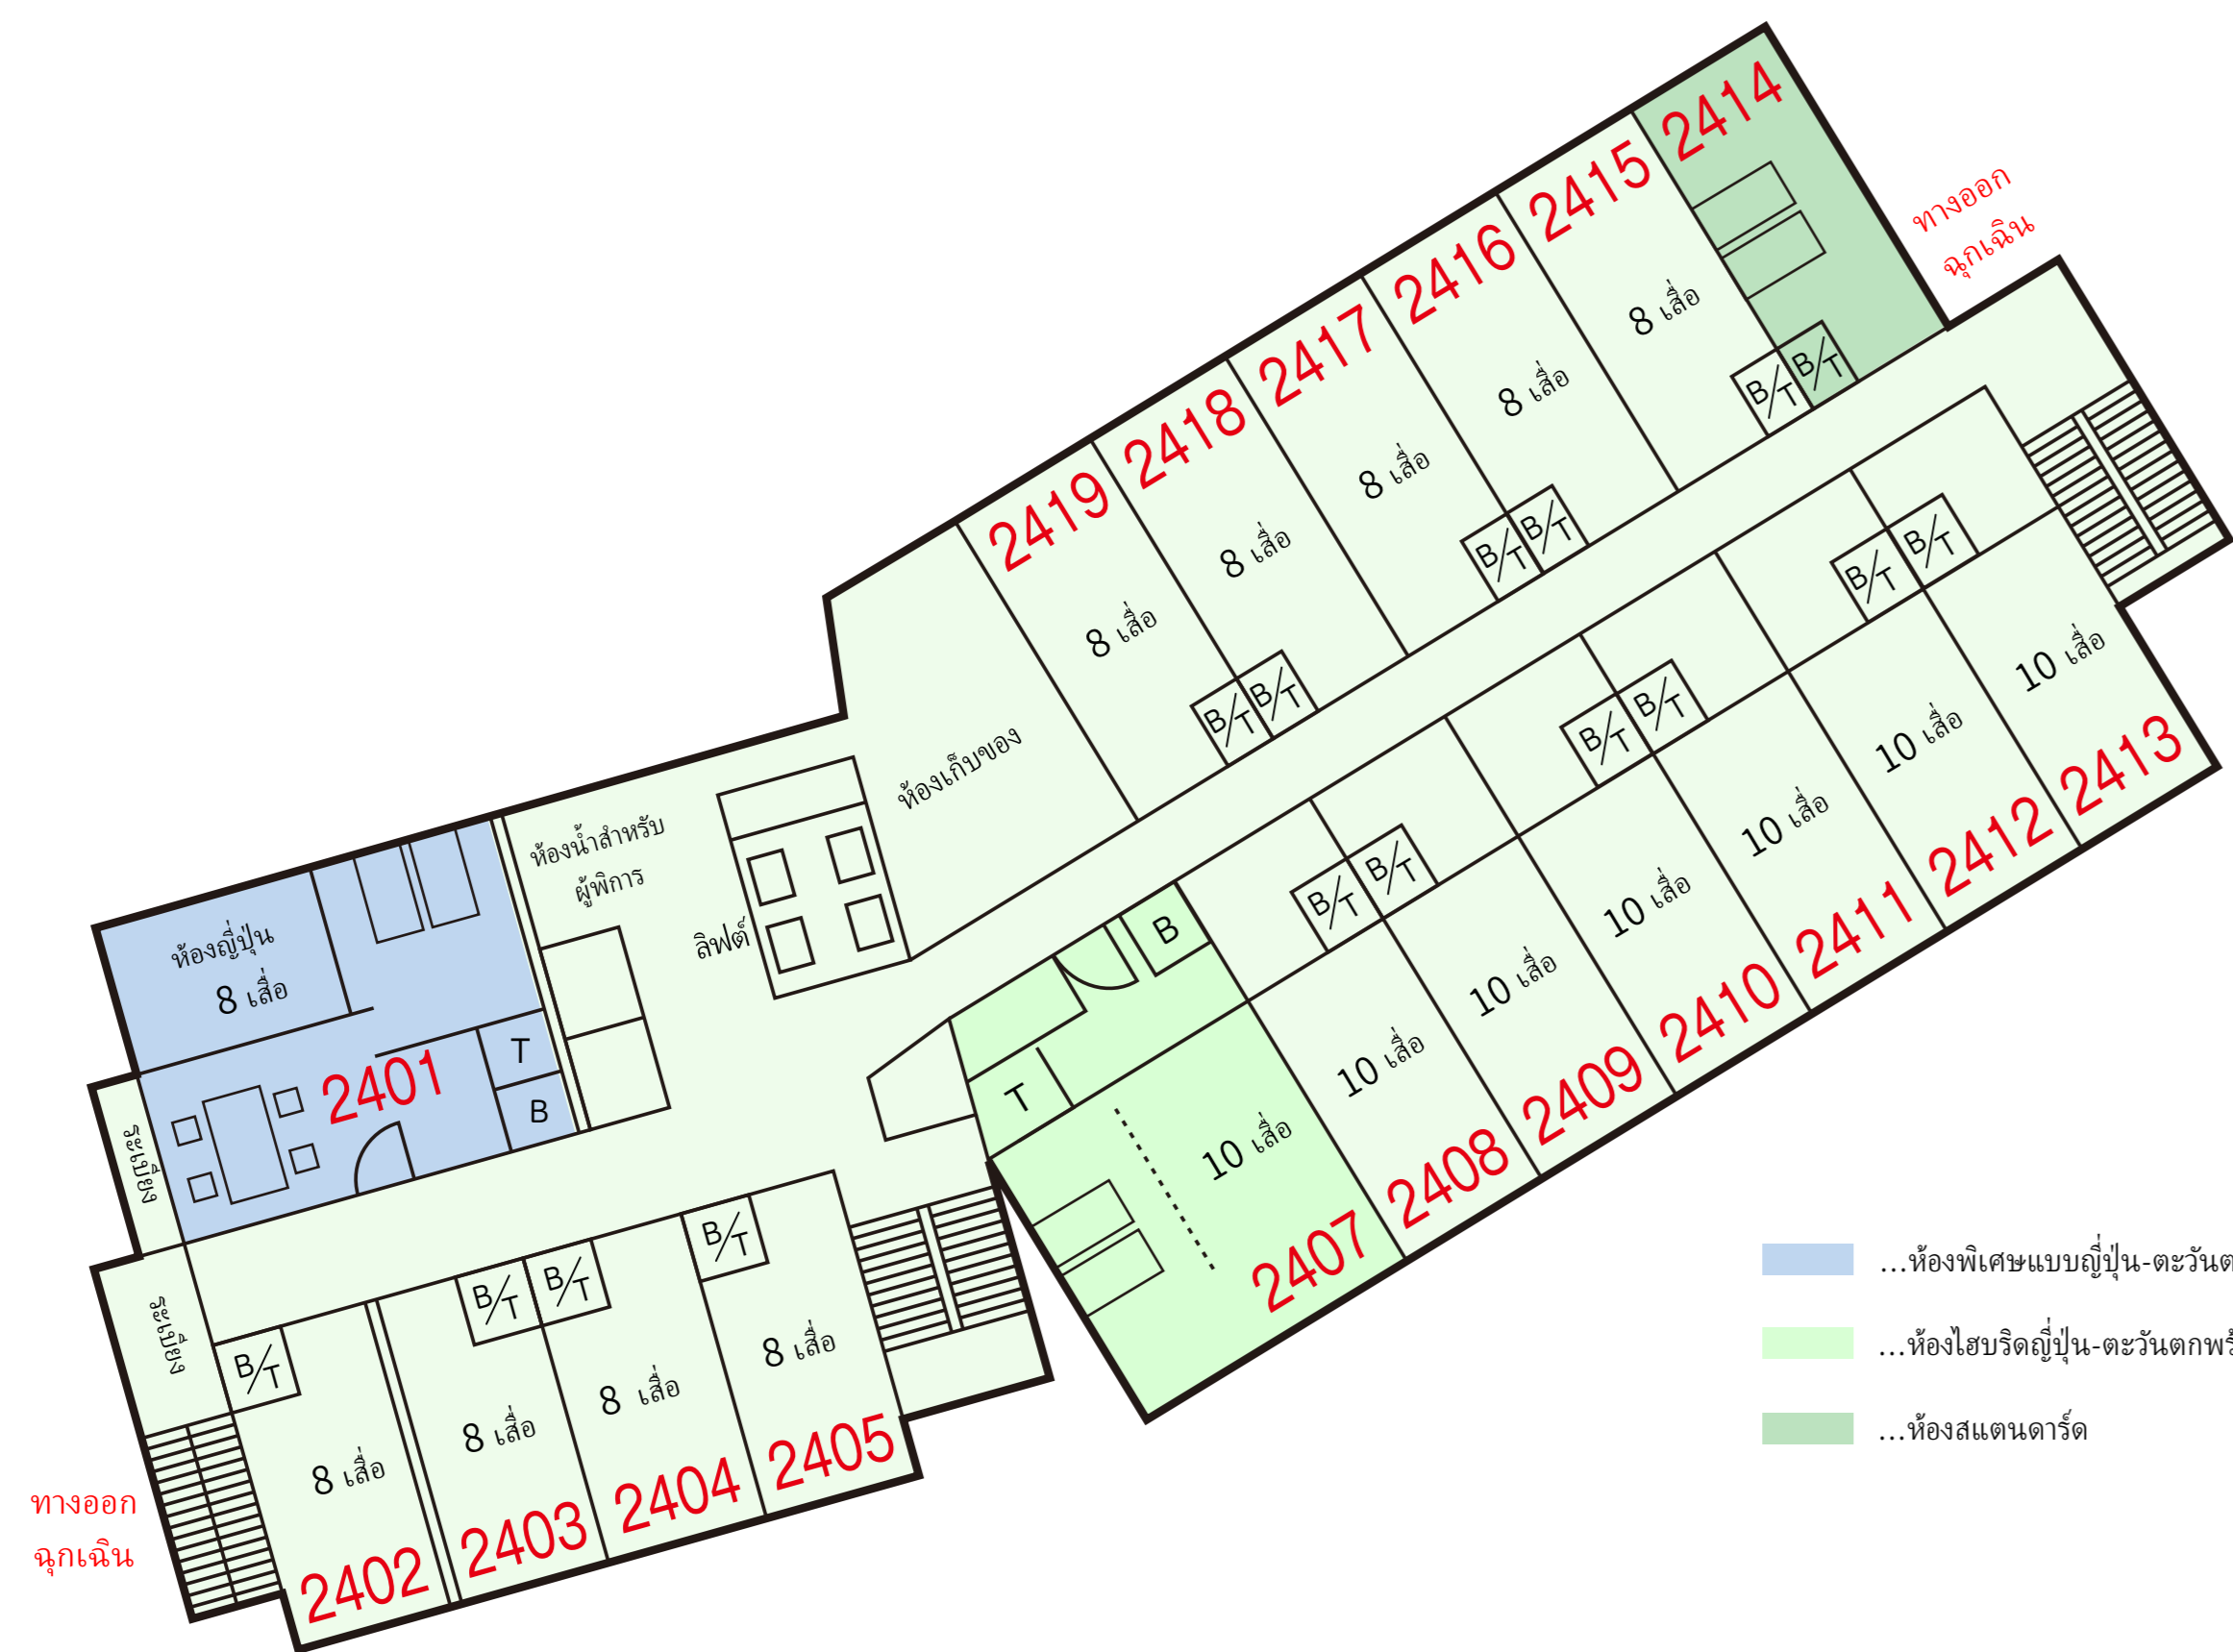 2414
ทางออก
ฉุกเฉิน
2415
8 เสื่อ
B/T
B/T
2416
8 เสื่อ
2417
8 เสื่อ
B/T
B/T
2418
8 เสื่อ
2419
8 เสื่อ
B/T
B/T
ห้องเก็บของ
ห้องน้ำสำหรับ
ผู้พิการ
ลิฟต์
ห้องญี่ปุ่น
8 เสื่อ
2401
T
B
ระเบียง
ระเบียง
B/T
8 เสื่อ
2402
B/T
8 เสื่อ
2403
B/T
8 เสื่อ
2404
B/T
8 เสื่อ
2405
ทางออก
ฉุกเฉิน
B
T
10 เสื่อ
2407
B/T
10 เสื่อ
2408
B/T
10 เสื่อ
2409
B/T
10 เสื่อ
2410
B/T
10 เสื่อ
2411
B/T
10 เสื่อ
2412
B/T
10 เสื่อ
2413
...ห้องพิเศษแบบญี่ปุ่น-ตะวันต
...ห้องไฮบริดญี่ปุ่น-ตะวันตกพร้
...ห้องสแตนดาร์ด